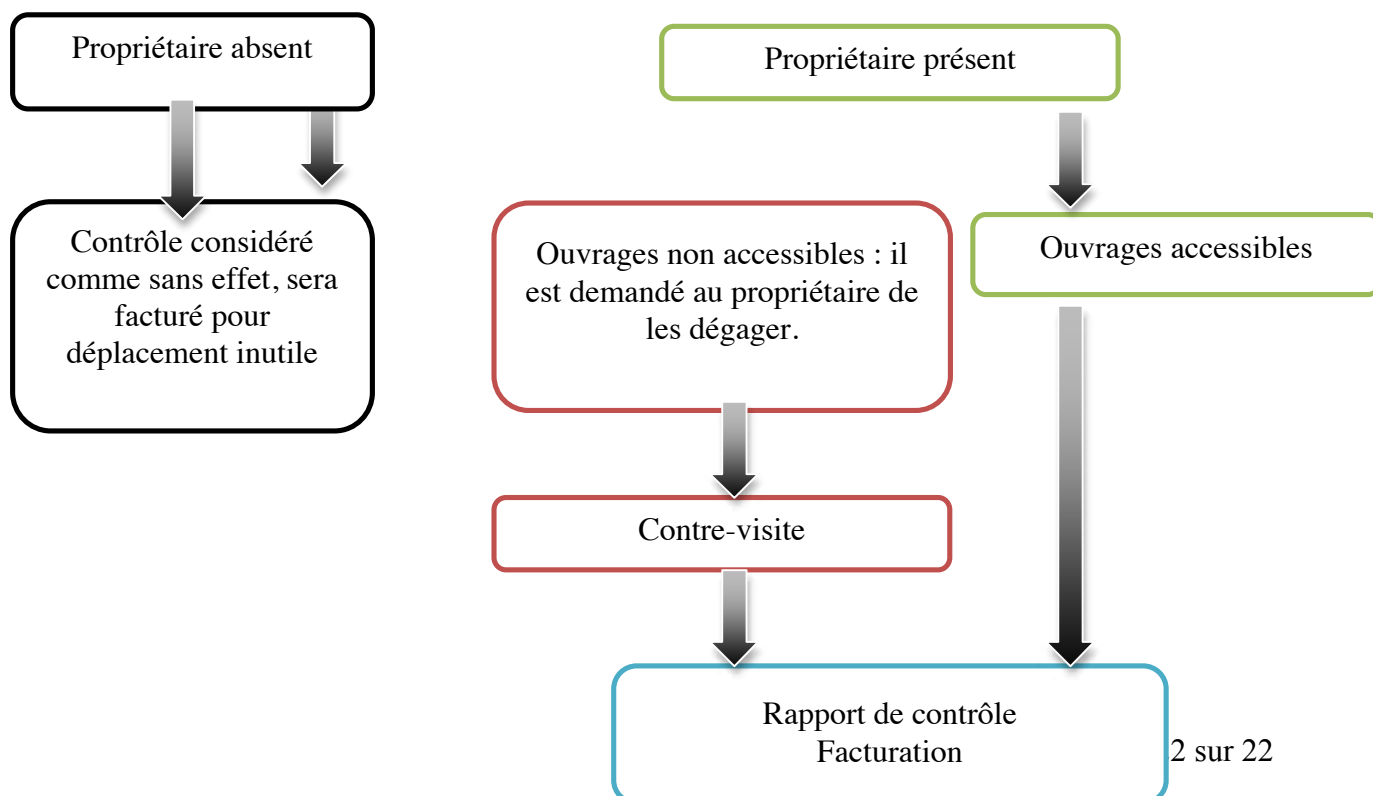 Propriétaire absent
Propriétaire présent
Contrôle considéré
comme sans effet, sera
facturé pour
déplacement inutile
Ouvrages non accessibles : il
est demandé au propriétaire de
les dégager.
Ouvrages accessibles
Contre-visite
Rapport de contrôle
Facturation
2 sur 22